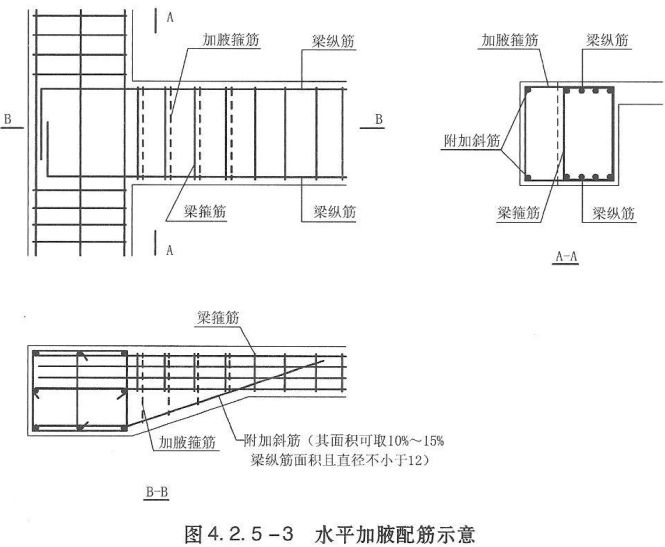 A
加腋箍筋
梁纵筋
加腋箍筋
梁纵筋
B
B
附加斜筋
梁箍筋
梁纵筋
梁箍筋
梁纵筋
A
A-A
梁箍筋
加腋箍筋
附加斜筋（其面积可取10%～15%
梁纵筋面积且直径不小于12）
B-B
图4.2.5-3 水平加腋配筋示意